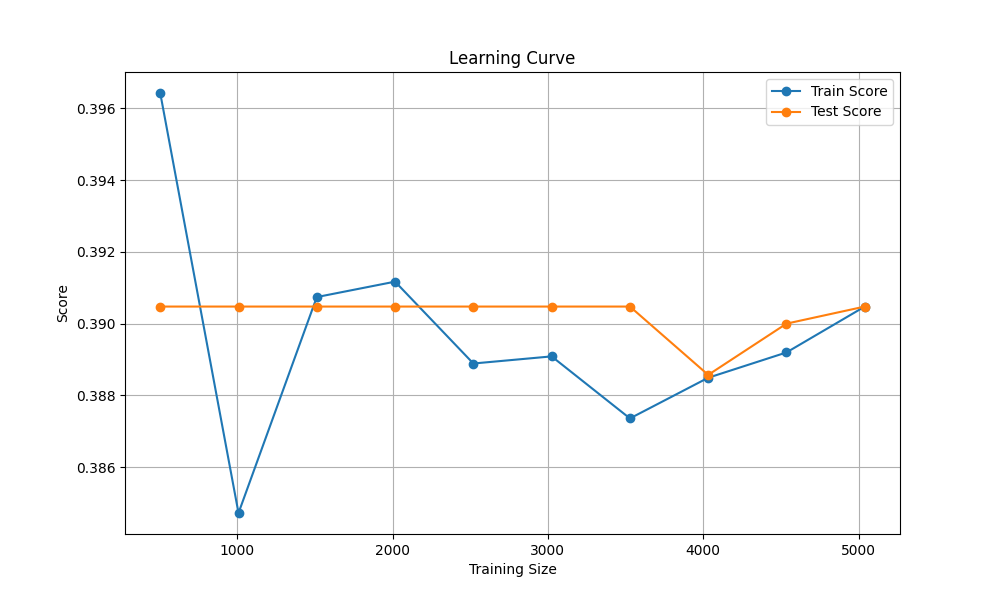 Learning Curve
Train Score
Test Score
0.396
0.394
0.392
0.390
0.388
0.386
Score
1000
2000
3000
4000
5000
Training Size